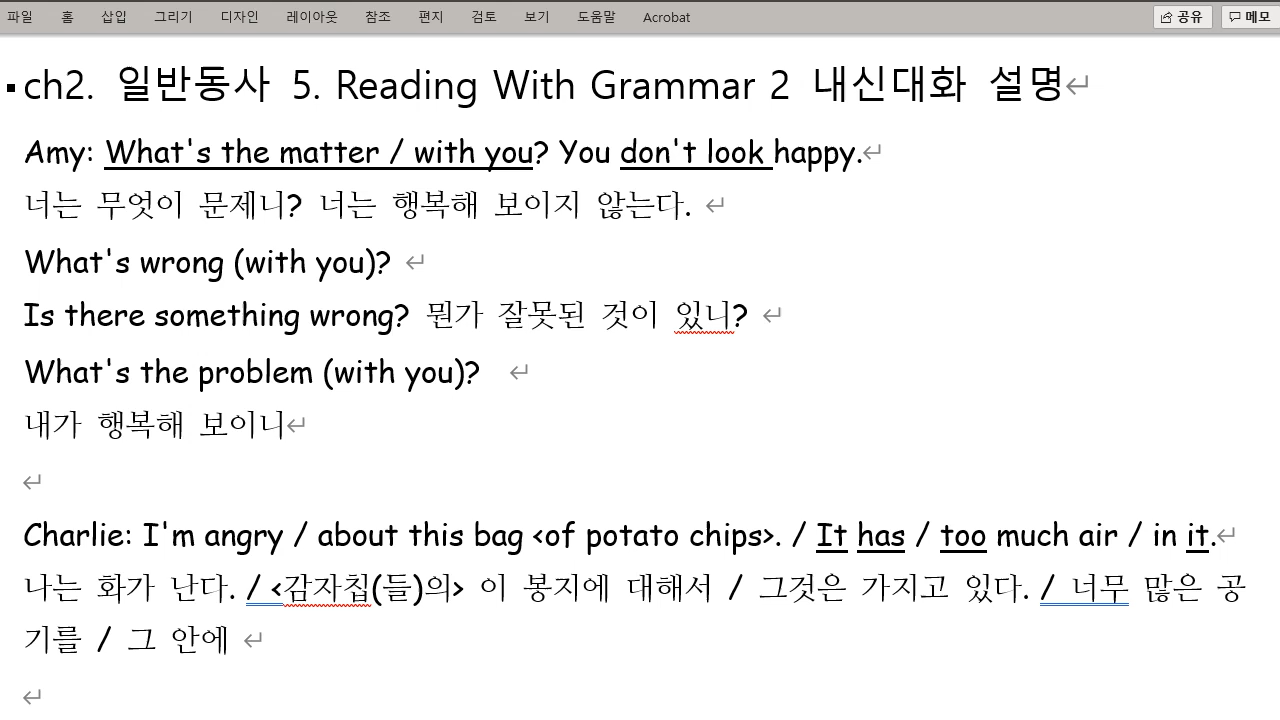 파일 홈 삽입 그리기 디자인 레이아웃 참조 편지 검토 보기 도움말 Acrobat 공유 메모
ch2. 일반동사 5. Reading With Grammar 2 내신대화 설명
Amy: What's the matter / with you? You don't look happy.
너는 무엇이 문제니? 너는 행복해 보이지 않는다.
What's wrong (with you)?
Is there something wrong? 뭔가 잘못된 것이 있니?
What's the problem (with you)?
내가 행복해 보이니
Charlie: I'm angry / about this bag <of potato chips>. / It has / too much air / in it.
나는 화가 난다. / <감자칩(들)의> 이 봉지에 대해서 / 그것은 가지고 있다. / 너무 많은 공
기를 / 그 안에